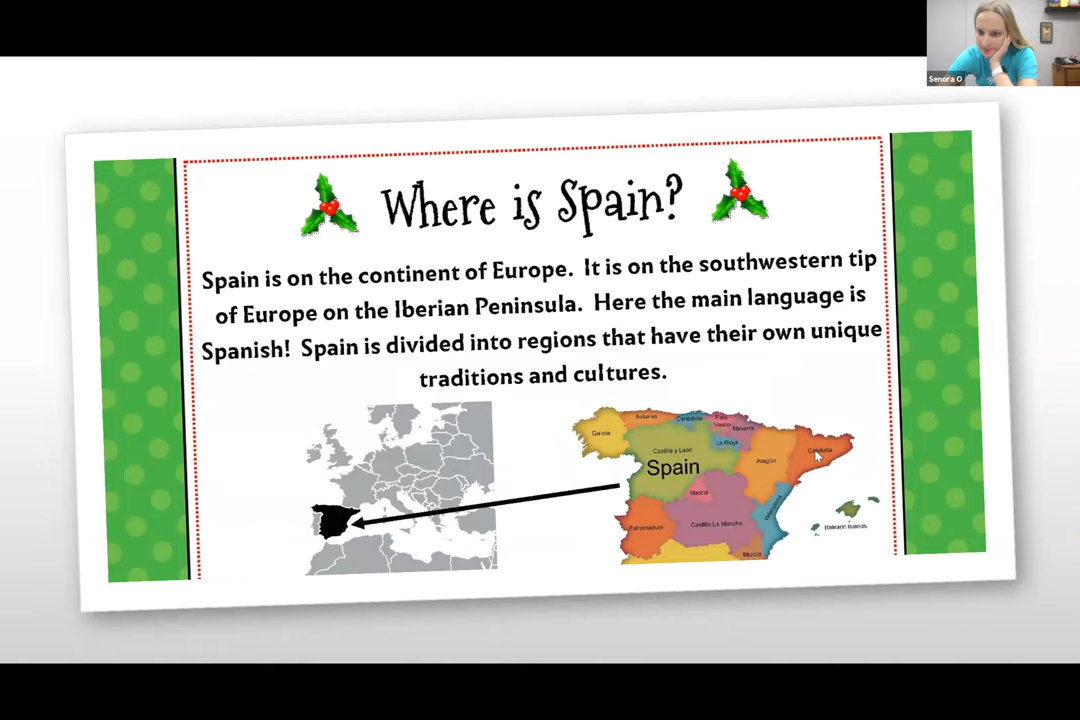 Senora O
Where is Spain?
Spain is on the continent of Europe. It is on the southwestern tip
of Europe on the Iberian Peninsula. Here the main language is
Spanish! Spain is divided into regions that have their own unique
traditions and cultures.
Galicia
Asturias
Cantabria
País
Vasco
Navarra
La Rioja
Castilla y León
Cataluña
Aragón
Spain
Madrid
Valenciana
Extremadura
Castilla-La Mancha
Balearic Islands
Murcia